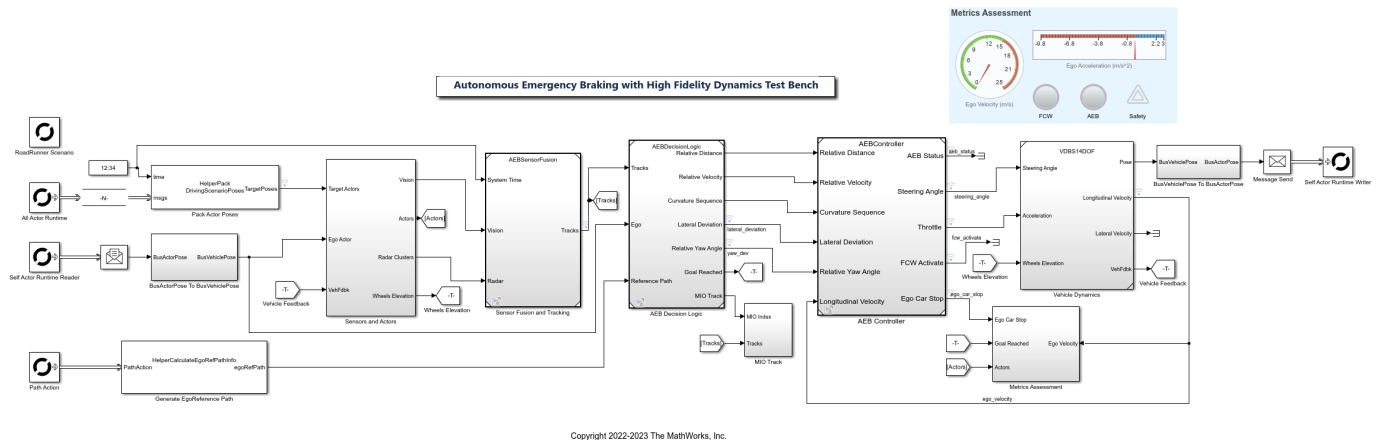 Metrics Assessment
0
3
6
9
12
15
18
21
25
Ego Velocity (m/s)
-9.8
-6.8
-3.8
-0.8
2.2 3
Ego Acceleration (m/s^2)
FCW
AEB
Safety
Autonomous Emergency Braking with High Fidelity Dynamics Test Bench
RoadRunner Scenario
12:34
time
msgs
HelperPack
DrivingScenarioPoses
TargetPoses
Pack Actor Poses
-N-
All Actor Runtime
Self Actor Runtime Reader
BusActorPose
BusVehiclePose
BusActorPose To BusVehiclePose
-T-
Vehicle Feedback
Target Actors
Ego Actor
VehFdbk
Vision
Actors
Radar Clusters
Wheels Elevation
Sensors and Actors
[Actors]
-T-
Wheels Elevation
AEBSensorFusion
System Time
Vision
Radar
Tracks
Sensor Fusion and Tracking
[Tracks]
AEBDecisionLogic
Tracks
Ego
Reference Path
Relative Distance
Relative Velocity
Curvature Sequence
Lateral Deviation
Relative Yaw Angle
Goal Reached
MIO Track
AEB Decision Logic
lateral_deviation
yaw_dev
-T-
[Tracks]
MIO Index
Tracks
MIO Track
AEBController
Relative Distance
Relative Velocity
Curvature Sequence
Lateral Deviation
Relative Yaw Angle
Longitudinal Velocity
AEB Status
Steering Angle
Throttle
FCW Activate
Ego Car Stop
AEB Controller
aeb_status
steering_angle
fcw_activate
ego_car_stop
-T-
Wheels Elevation
VDBS14DOF
Steering Angle
Acceleration
Wheels Elevation
Pose
Longitudinal Velocity
Lateral Velocity
VehFdbk
Vehicle Dynamics
-T-
Vehicle Feedback
BusVehiclePose
BusActorPose
BusVehiclePose To BusActorPose
Message Send
Self Actor Runtime Writer
-T-
[Actors]
Ego Car Stop
Goal Reached
Actors
Ego Velocity
Metrics Assessment
ego_velocity
Path Action
HelperCalculateEgoRefPathInfo
PathAction
egoRefPath
Generate EgoReference Path
Copyright 2022-2023 The MathWorks, Inc.